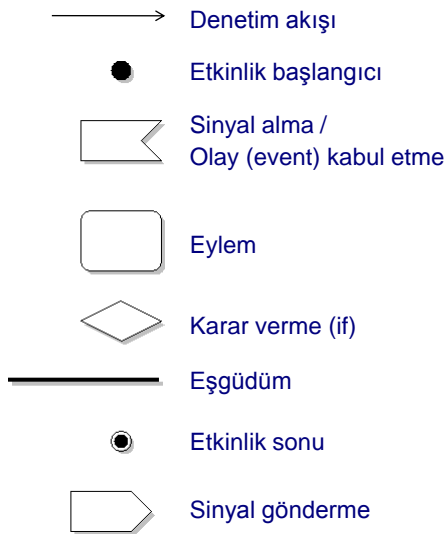 Denetim akışı
Etkinlik başlangıcı
Sinyal alma /
Olay (event) kabul etme
Eylem
Karar verme (if)
Eşgüdüm
Etkinlik sonu
Sinyal gönderme